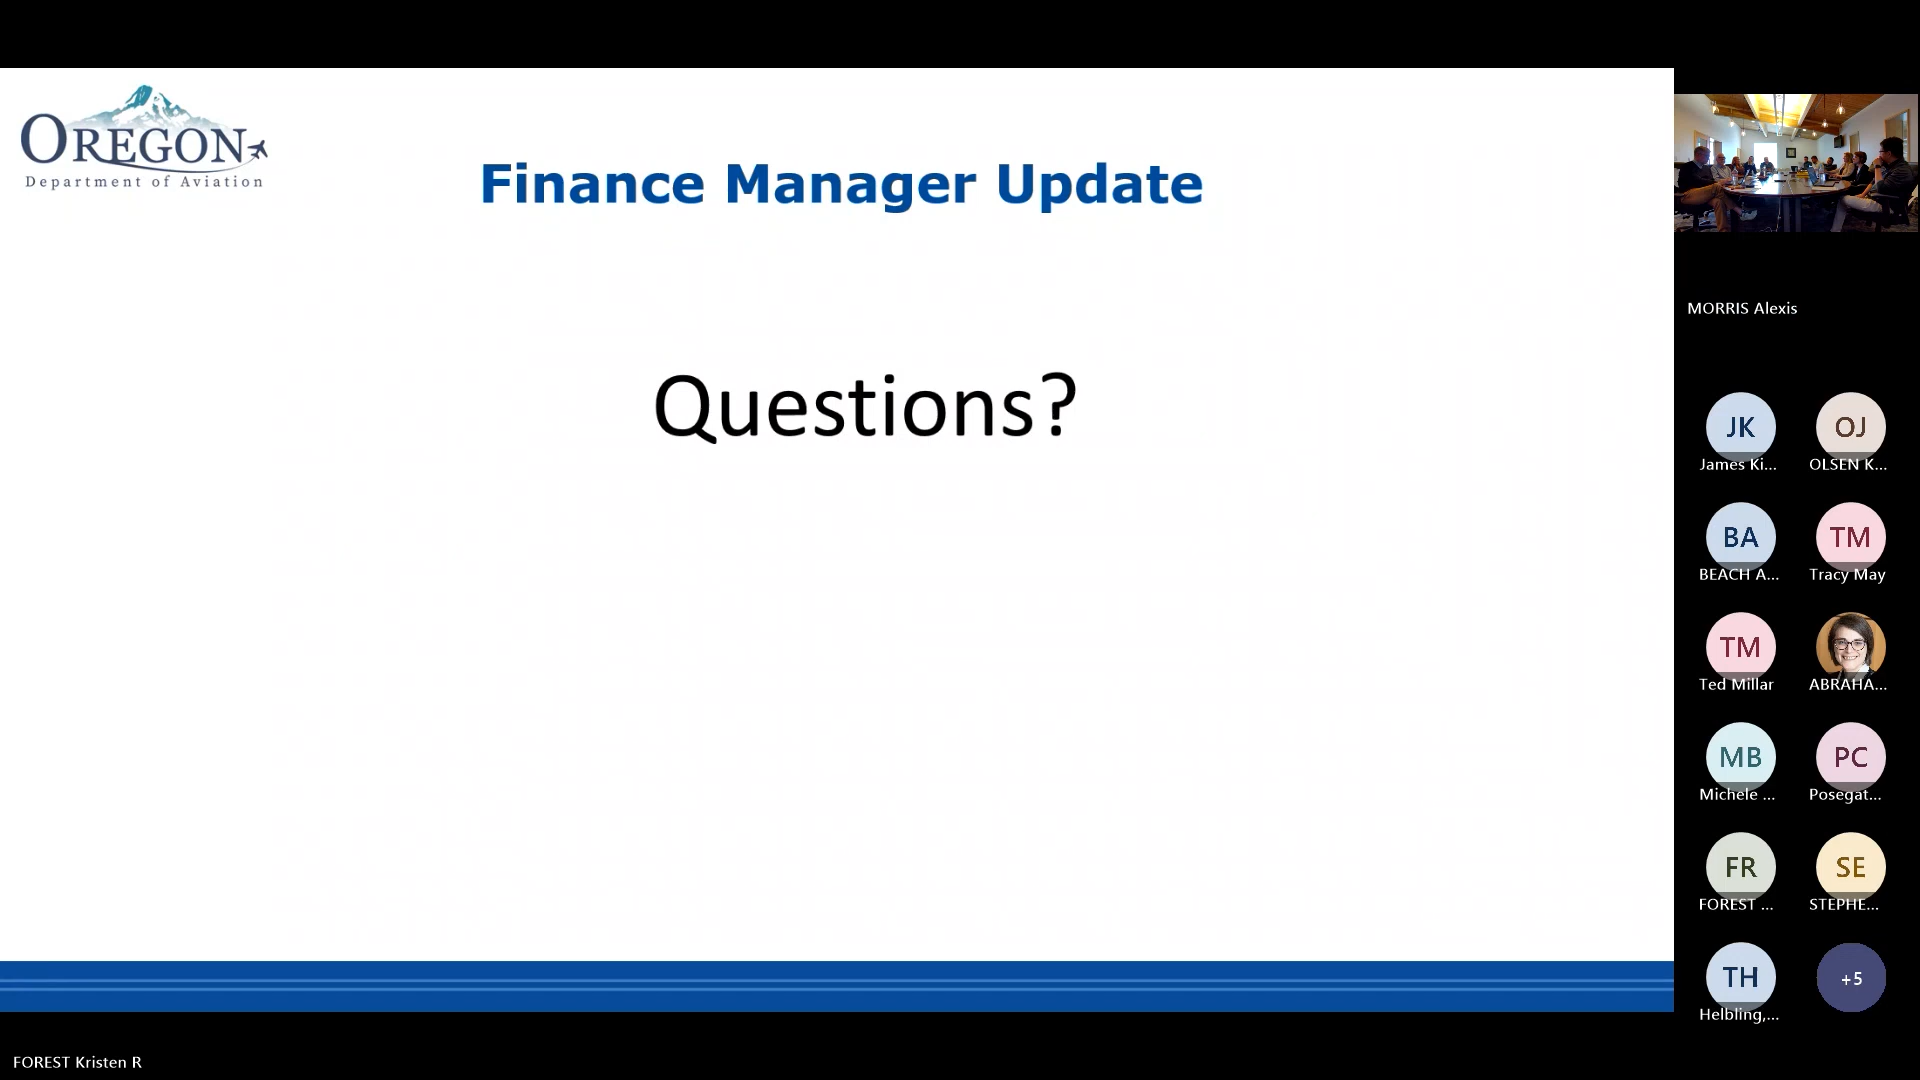 OREGON
Department of Aviation
Finance Manager Update
Questions?
MORRIS Alexis
JK
OJ
James Ki...
OLSEN K...
BA
TM
BEACH A...
Tracy May
TM
Ted Millar
ABRAHA...
MB
PC
Michele ...
Posegat...
FR
SE
FOREST ...
STEPHE...
TH
+5
Helbling,...
FOREST Kristen R